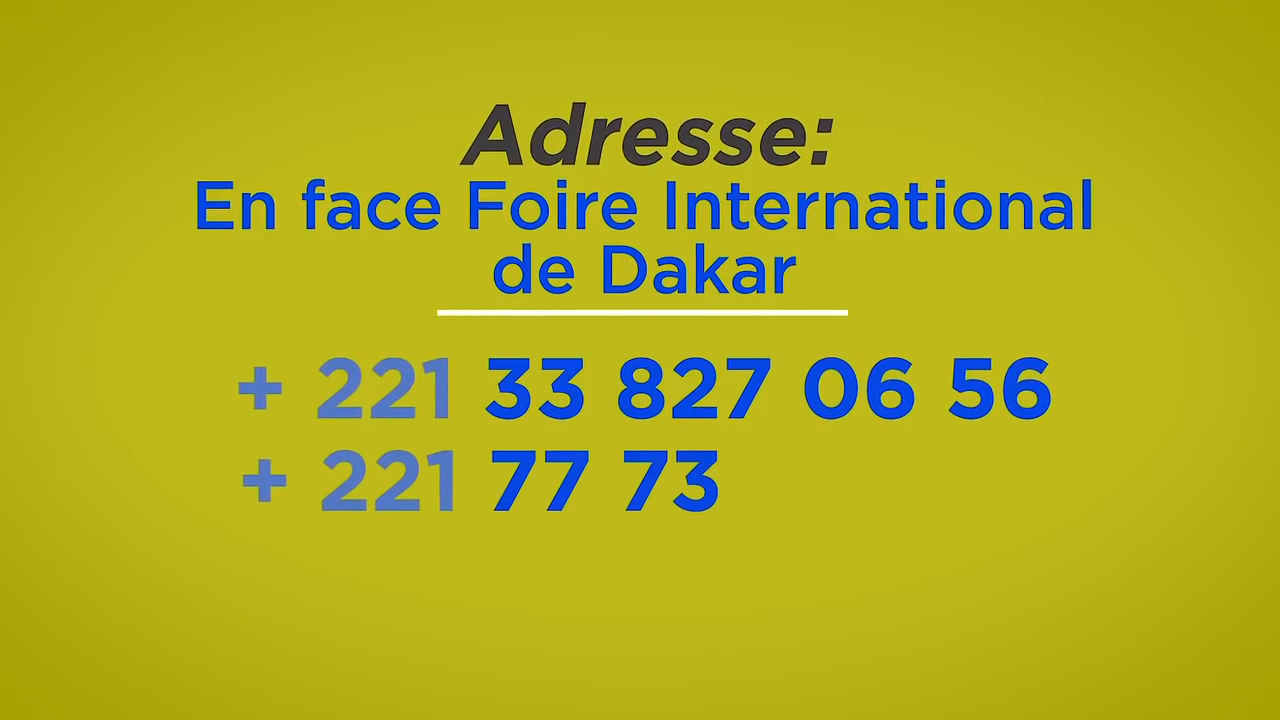 Adresse:
En face Foire International
de Dakar
+ 221 33 827 06 56
+ 221 77 73